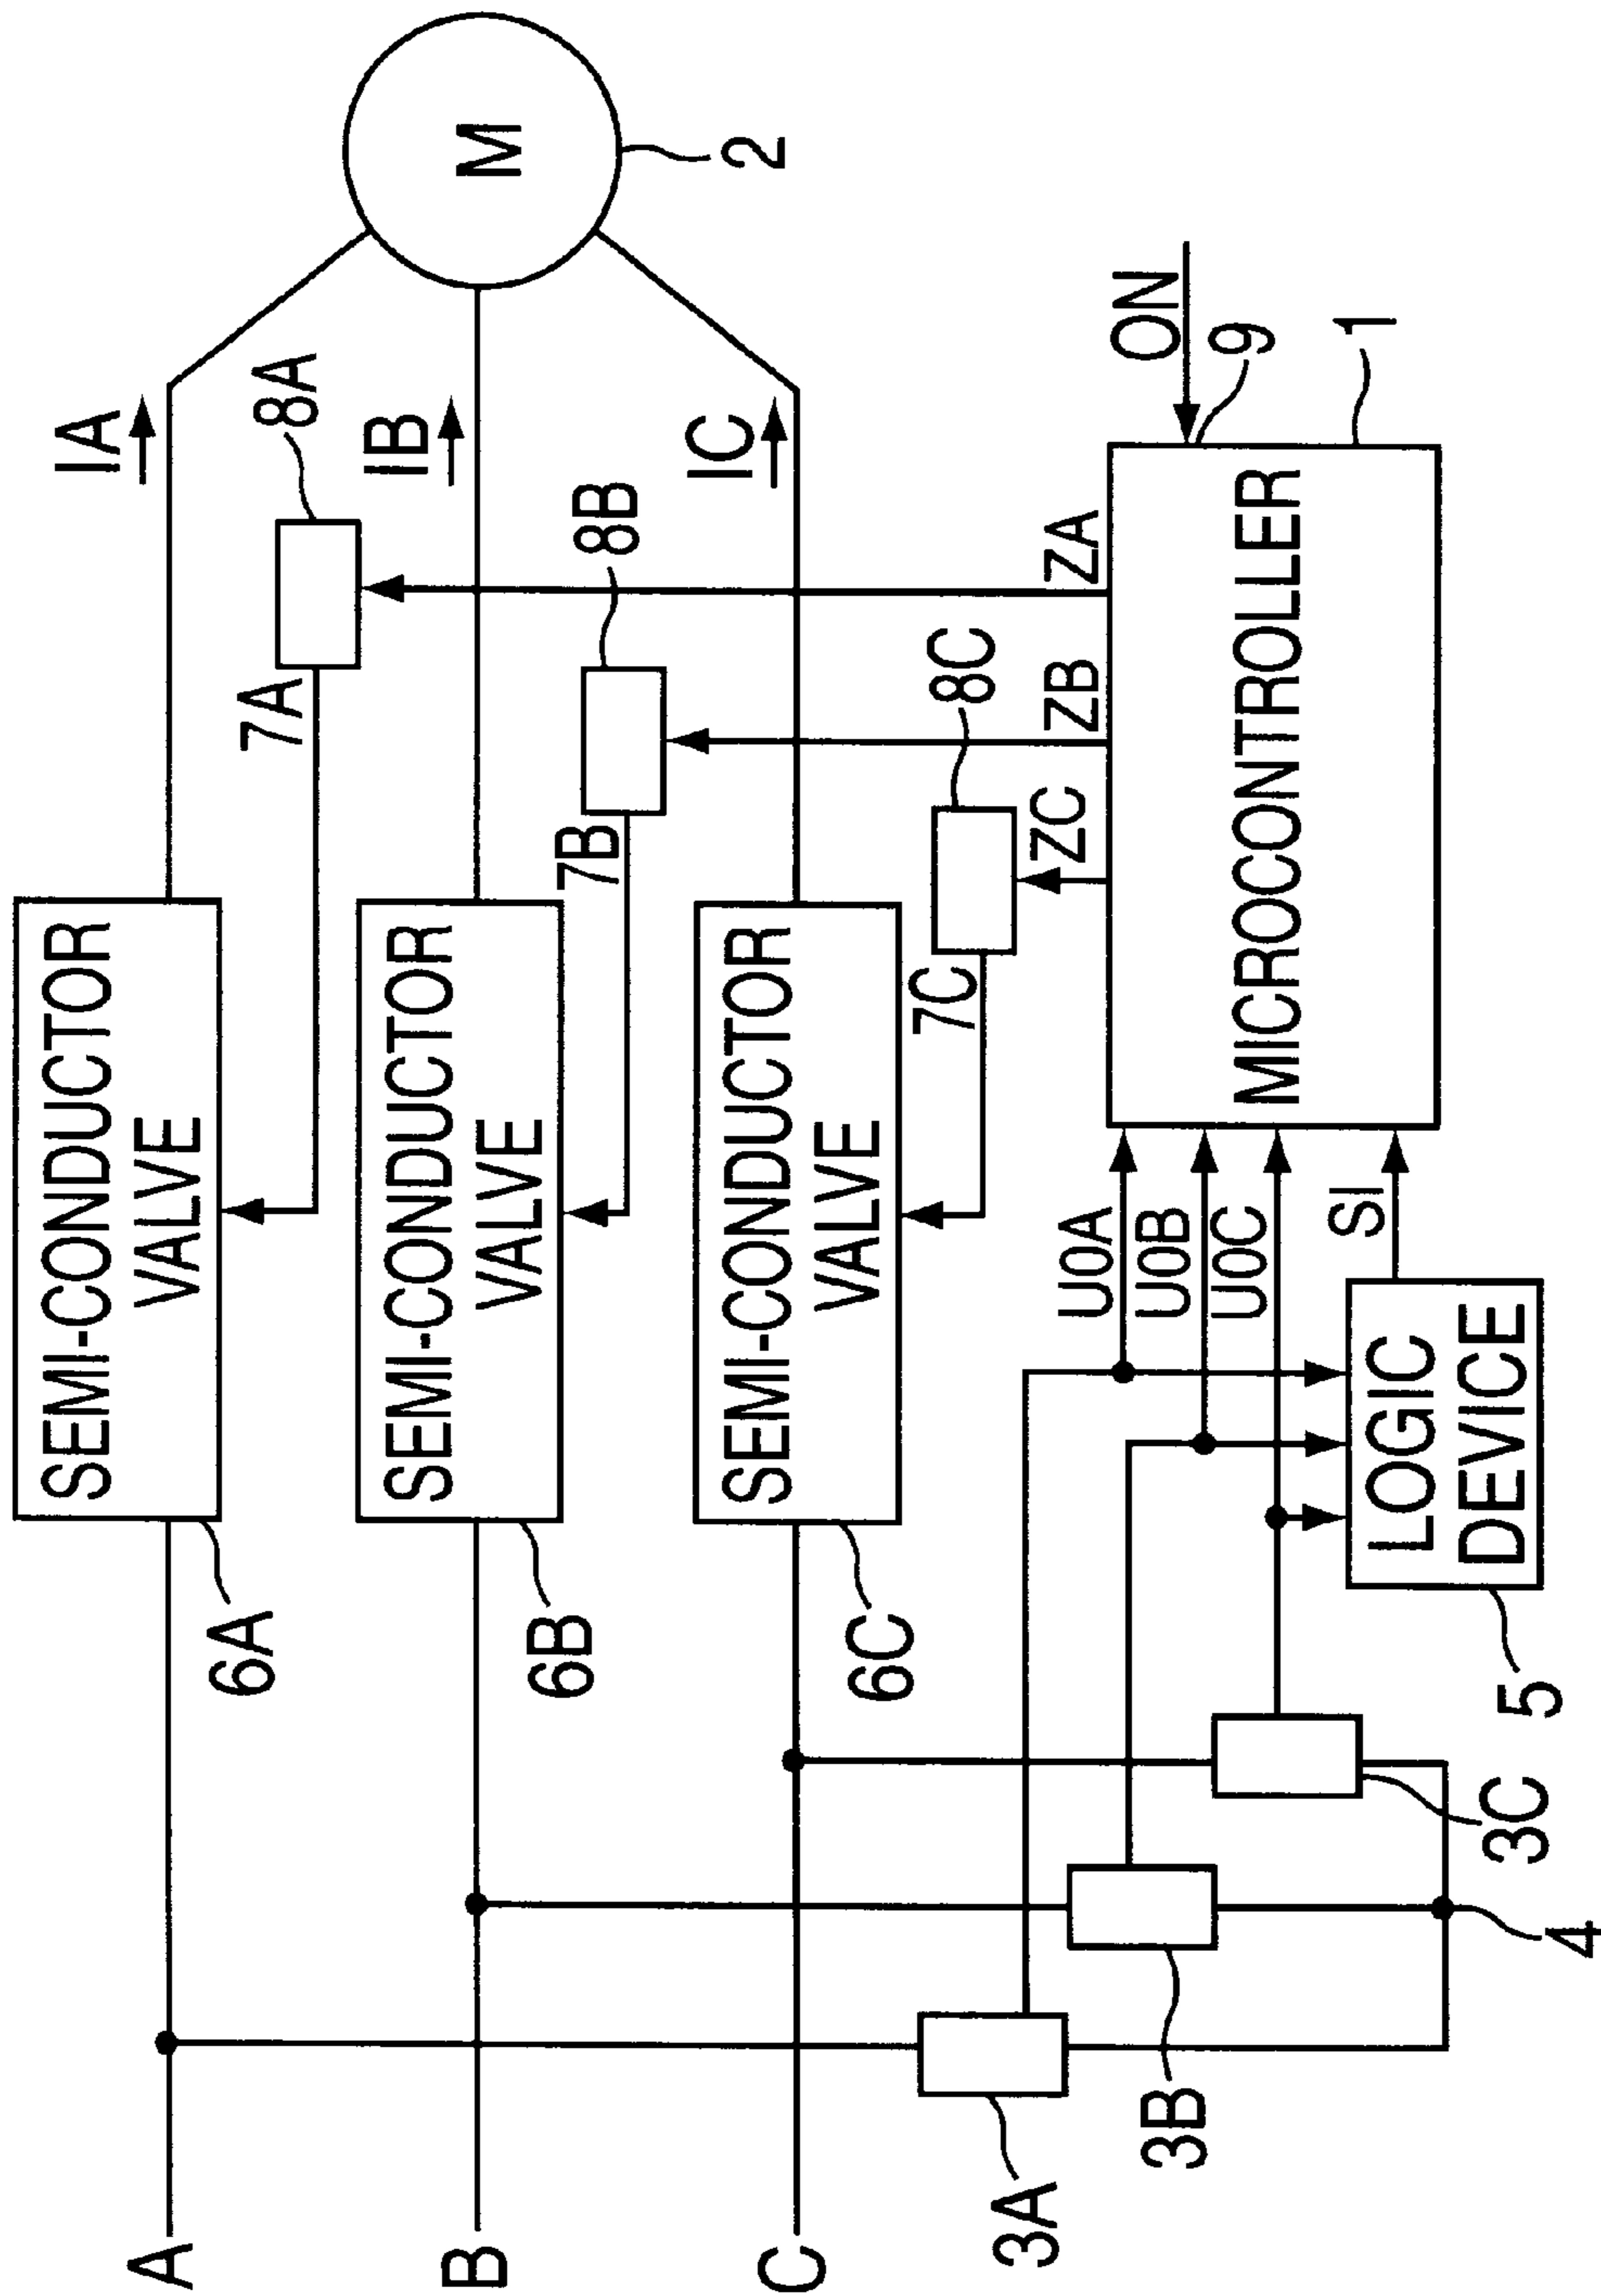 IA
8A
7A
SEMI-CONDUCTOR
VALVE
6A
A
M
2
IB
8B
7B
SEMI-CONDUCTOR
VALVE
6B
B
IC
8C
7C
SEMI-CONDUCTOR
VALVE
6C
C
ZA
ZB
ZC
ON
9
1
MICROCONTROLLER
U0A
U0B
U0C
SI
LOGIC
DEVICE
5
3A
3B
3C
4